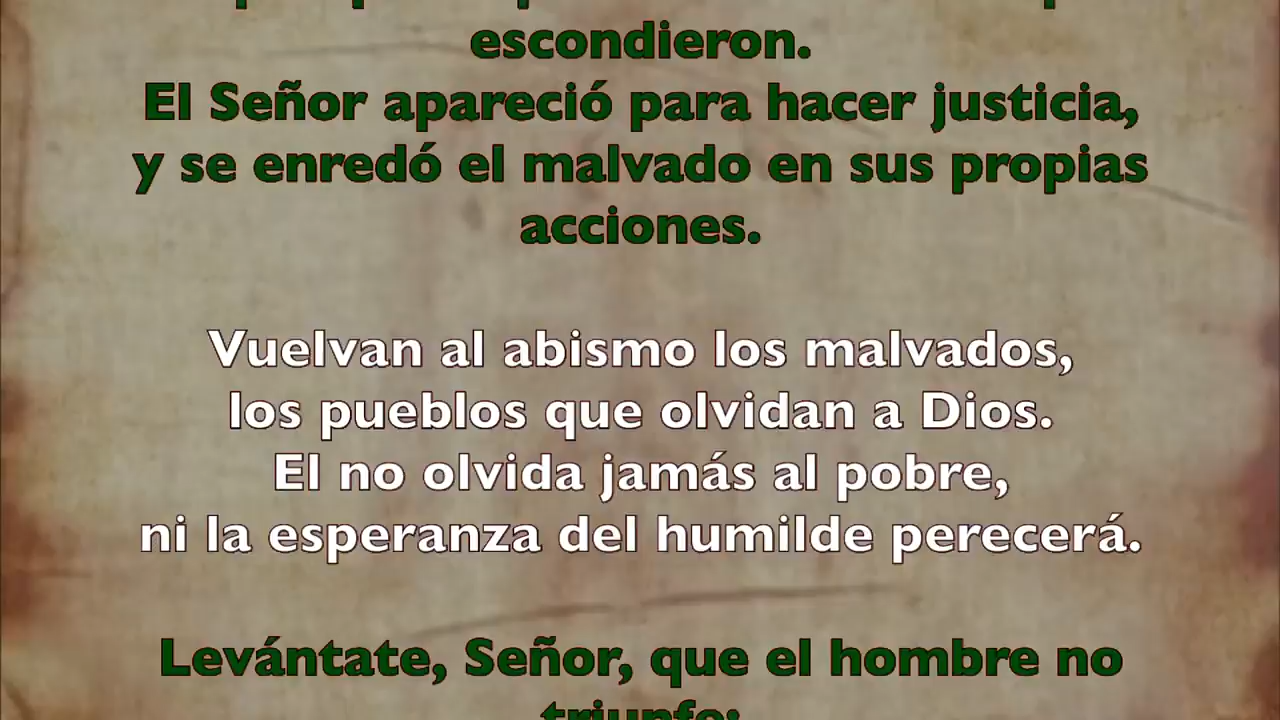 escondieron.
El Señor apareció para hacer justicia,
y se enredó el malvado en sus propias
acciones.
Vuelvan al abismo los malvados,
los pueblos que olvidan a Dios.
El no olvida jamás al pobre,
ni la esperanza del humilde perecerá.
Levántate, Señor, que el hombre no
triunfe: